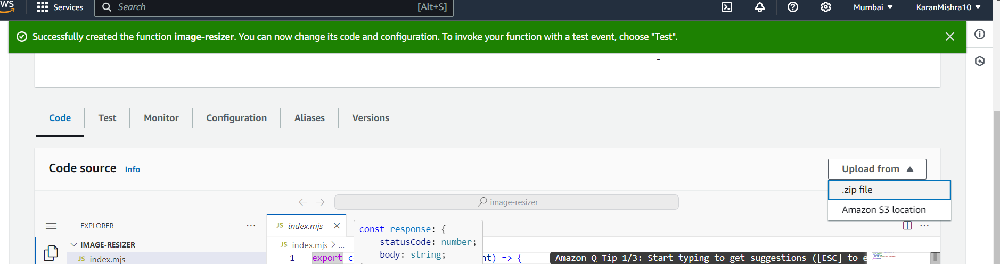 WS
Services
Search [Alt+S]
Mumbai ▼
KaranMishra10 ▼
Successfully created the function image-resizer. You can now change its code and configuration. To invoke your function with a test event, choose "Test".
-
Code
Test
Monitor
Configuration
Aliases
Versions
Code source Info
Upload from ▲
.zip file
Amazon S3 location
image-resizer
EXPLORER ...
JS index.mjs
IMAGE-RESIZER
JS index.mjs
JS index.mjs > ...
const response: {
statusCode: number;
body: string;
1 export c nt) => {
Amazon Q Tip 1/3: Start typing to get suggestions ([ESC] to e